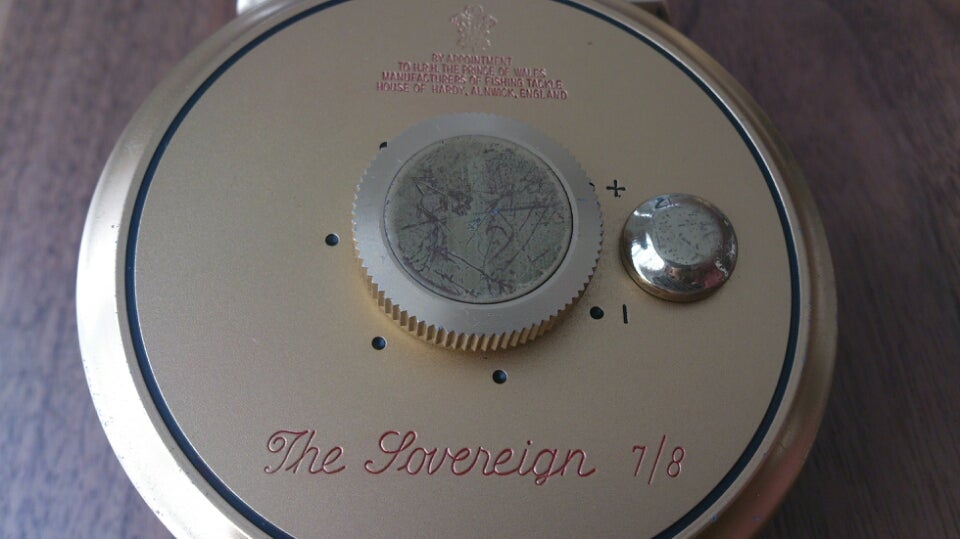 BY APPOINTMENT
TO H.R.H. THE PRINCE OF WALES
MANUFACTURERS OF FISHING TACKLE
HOUSE OF HARDY, ALNWICK, ENGLAND
+
–
The Sovereign 7/8